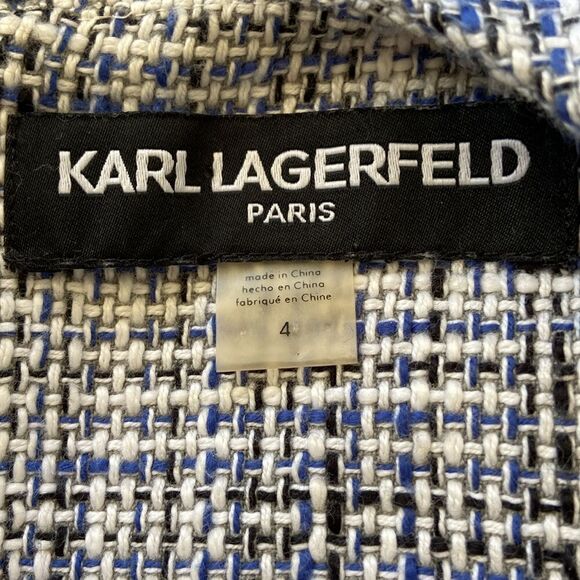 KARL LAGERFELD
PARIS
made in China
hecho en China
fabriqué en Chine
4